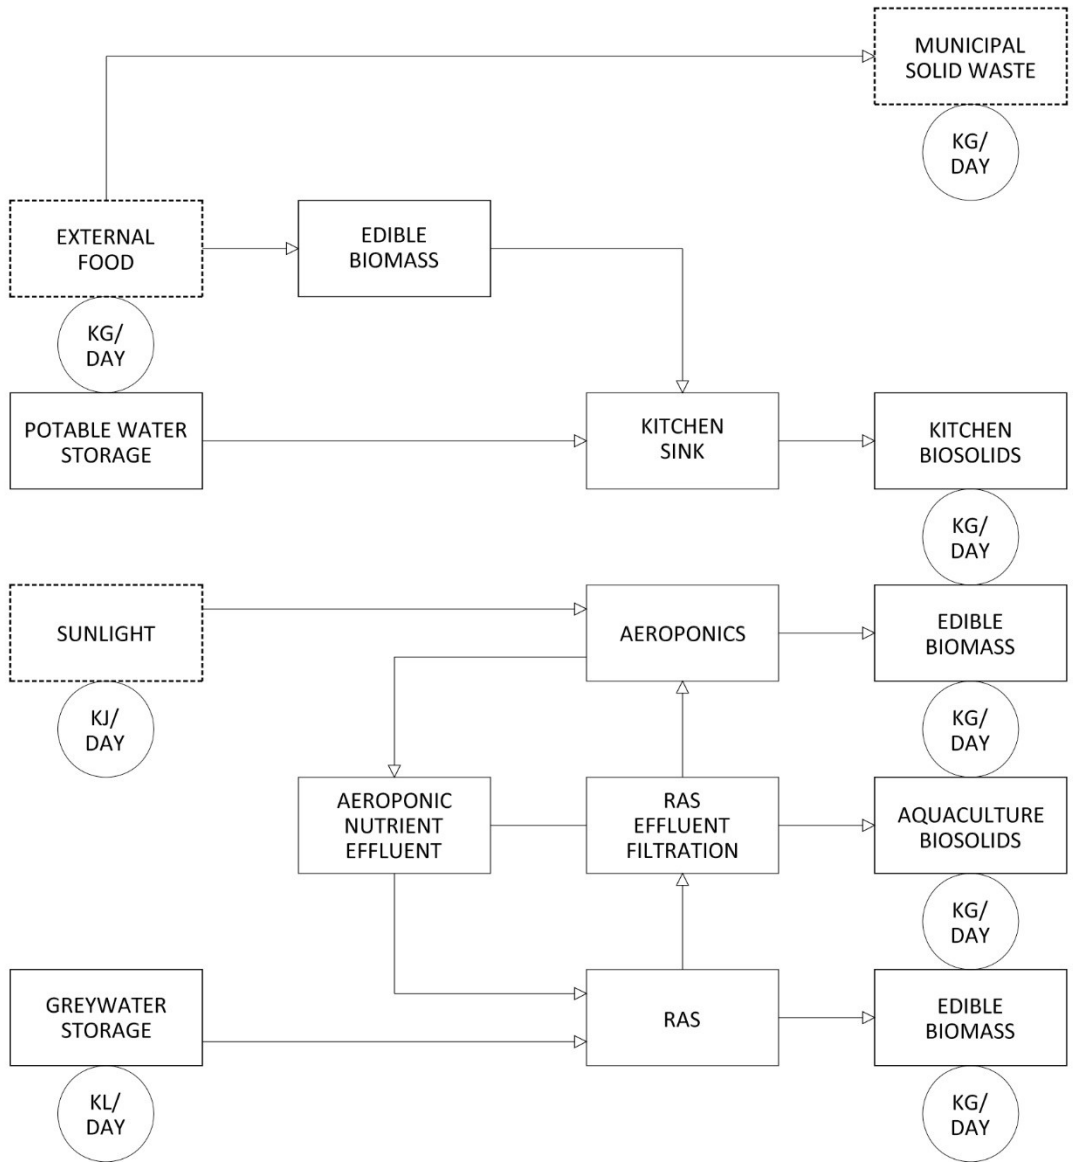 MUNICIPAL
SOLID WASTE
KG/
DAY
EXTERNAL
FOOD
EDIBLE
BIOMASS
KG/
DAY
POTABLE WATER
STORAGE
KITCHEN
SINK
KITCHEN
BIOSOLIDS
KG/
DAY
SUNLIGHT
AEROPONICS
EDIBLE
BIOMASS
KJ/
DAY
KG/
DAY
AEROPONIC
NUTRIENT
EFFLUENT
RAS
EFFLUENT
FILTRATION
AQUACULTURE
BIOSOLIDS
KG/
DAY
GREYWATER
STORAGE
RAS
EDIBLE
BIOMASS
KL/
DAY
KG/
DAY